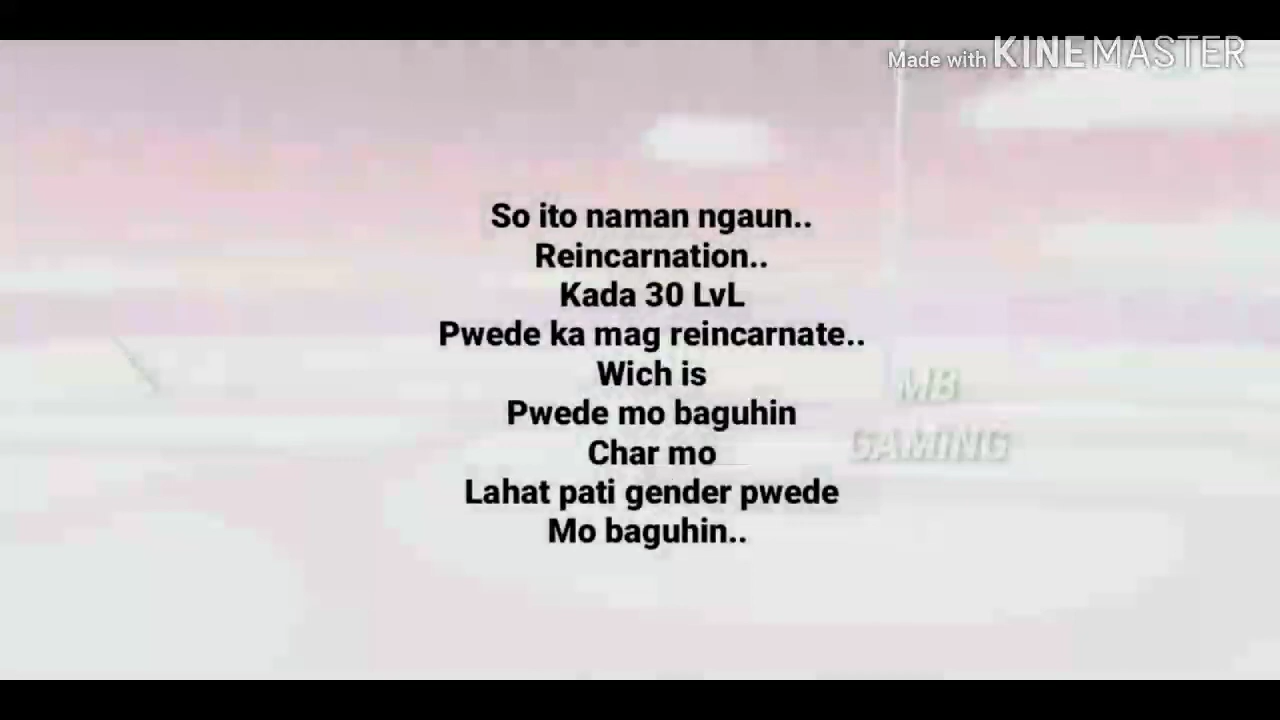 Made with KINEMASTER
So ito naman ngaun..
Reincarnation..
Kada 30 LvL
Pwede ka mag reincarnate..
Wich is
Pwede mo baguhin
Char mo
Lahat pati gender pwede
Mo baguhin..
MB
GAMING